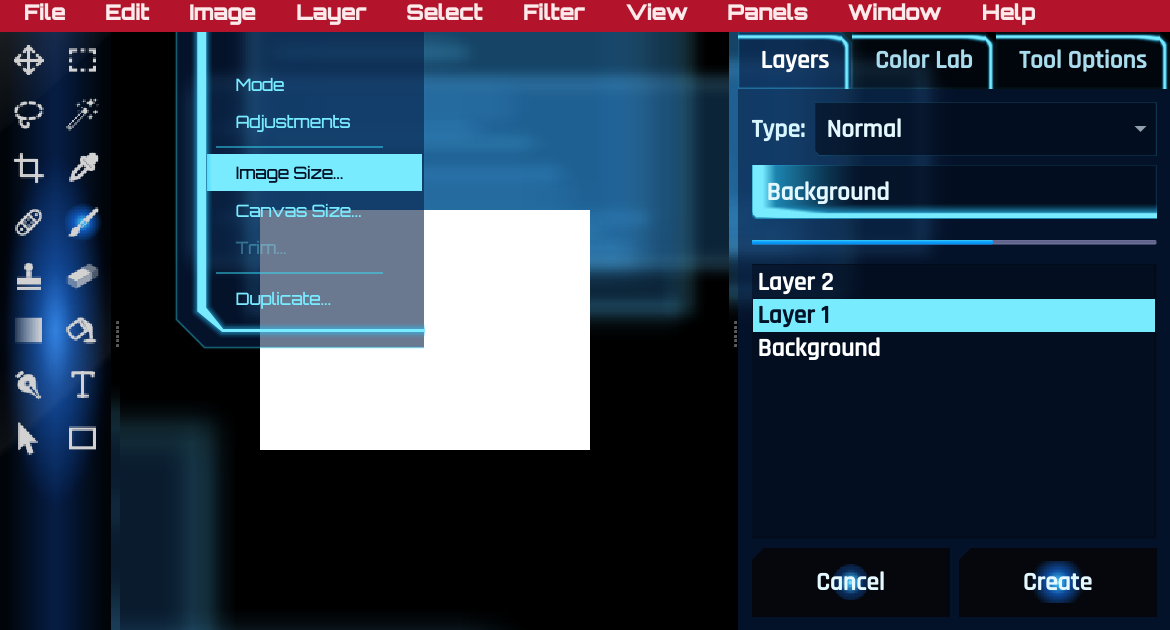 File Edit Image Layer Select Filter View Panels Window Help
Mode
Adjustments
Image Size...
Canvas Size...
Trim...
Duplicate...
Layers Color Lab Tool Options
Type: Normal
Background
Layer 2
Layer 1
Background
Cancel Create